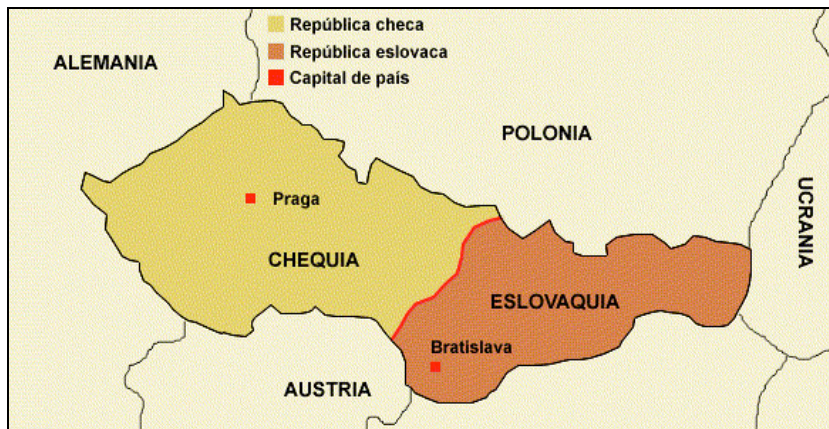 República checa
República eslovaca
Capital de país
ALEMANIA
POLONIA
UCRANIA
Praga
CHEQUIA
ESLOVAQUIA
Bratislava
AUSTRIA